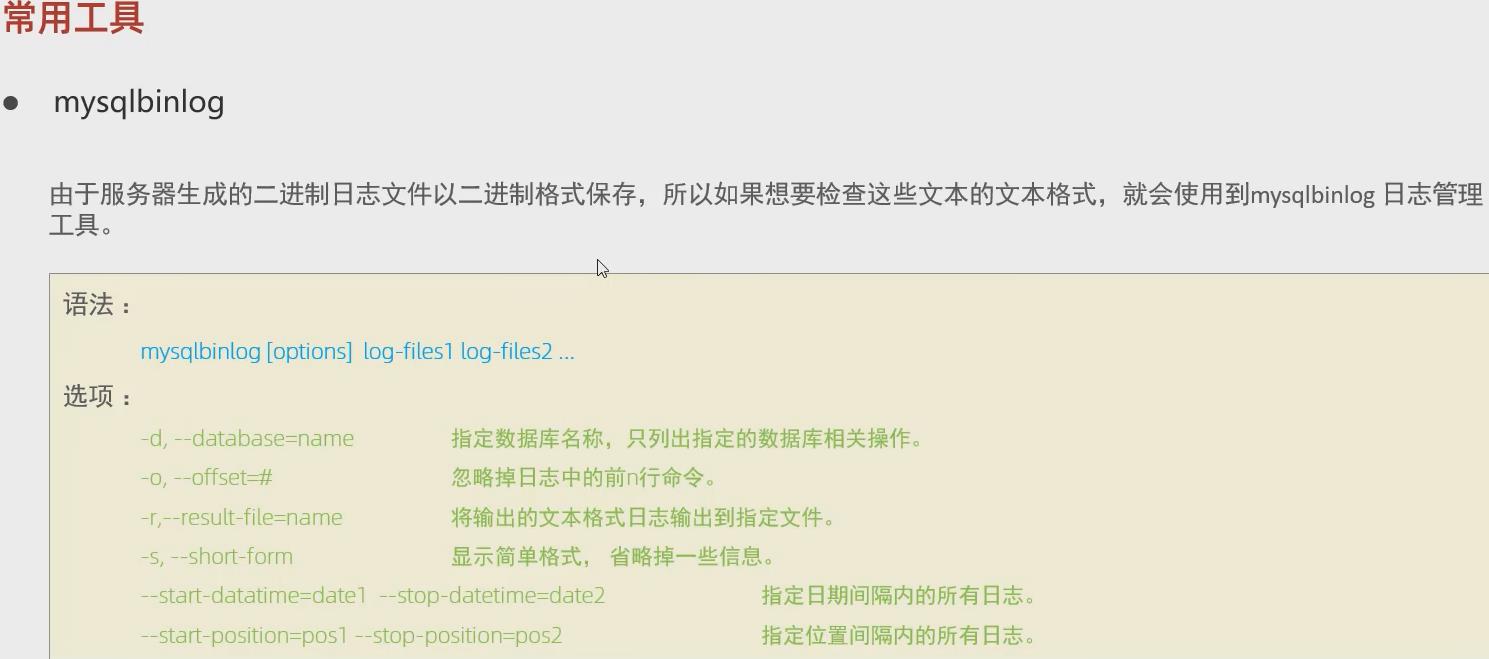 常用工具
● mysqlbinlog
由于服务器生成的二进制日志文件以二进制格式保存，所以如果想要检查这些文本的文本格式，就会使用到mysqlbinlog 日志管理
工具。
语法：
mysqlbinlog [options] log-files1 log-files2 ...
选项：
-d, --database=name 指定数据库名称，只列出指定的数据库相关操作。
-o, --offset=# 忽略掉日志中的前n行命令。
-r,--result-file=name 将输出的文本格式日志输出到指定文件。
-s, --short-form 显示简单格式， 省略掉一些信息。
--start-datatime=date1 --stop-datetime=date2 指定日期间隔内的所有日志。
--start-position=pos1 --stop-position=pos2 指定位置间隔内的所有日志。